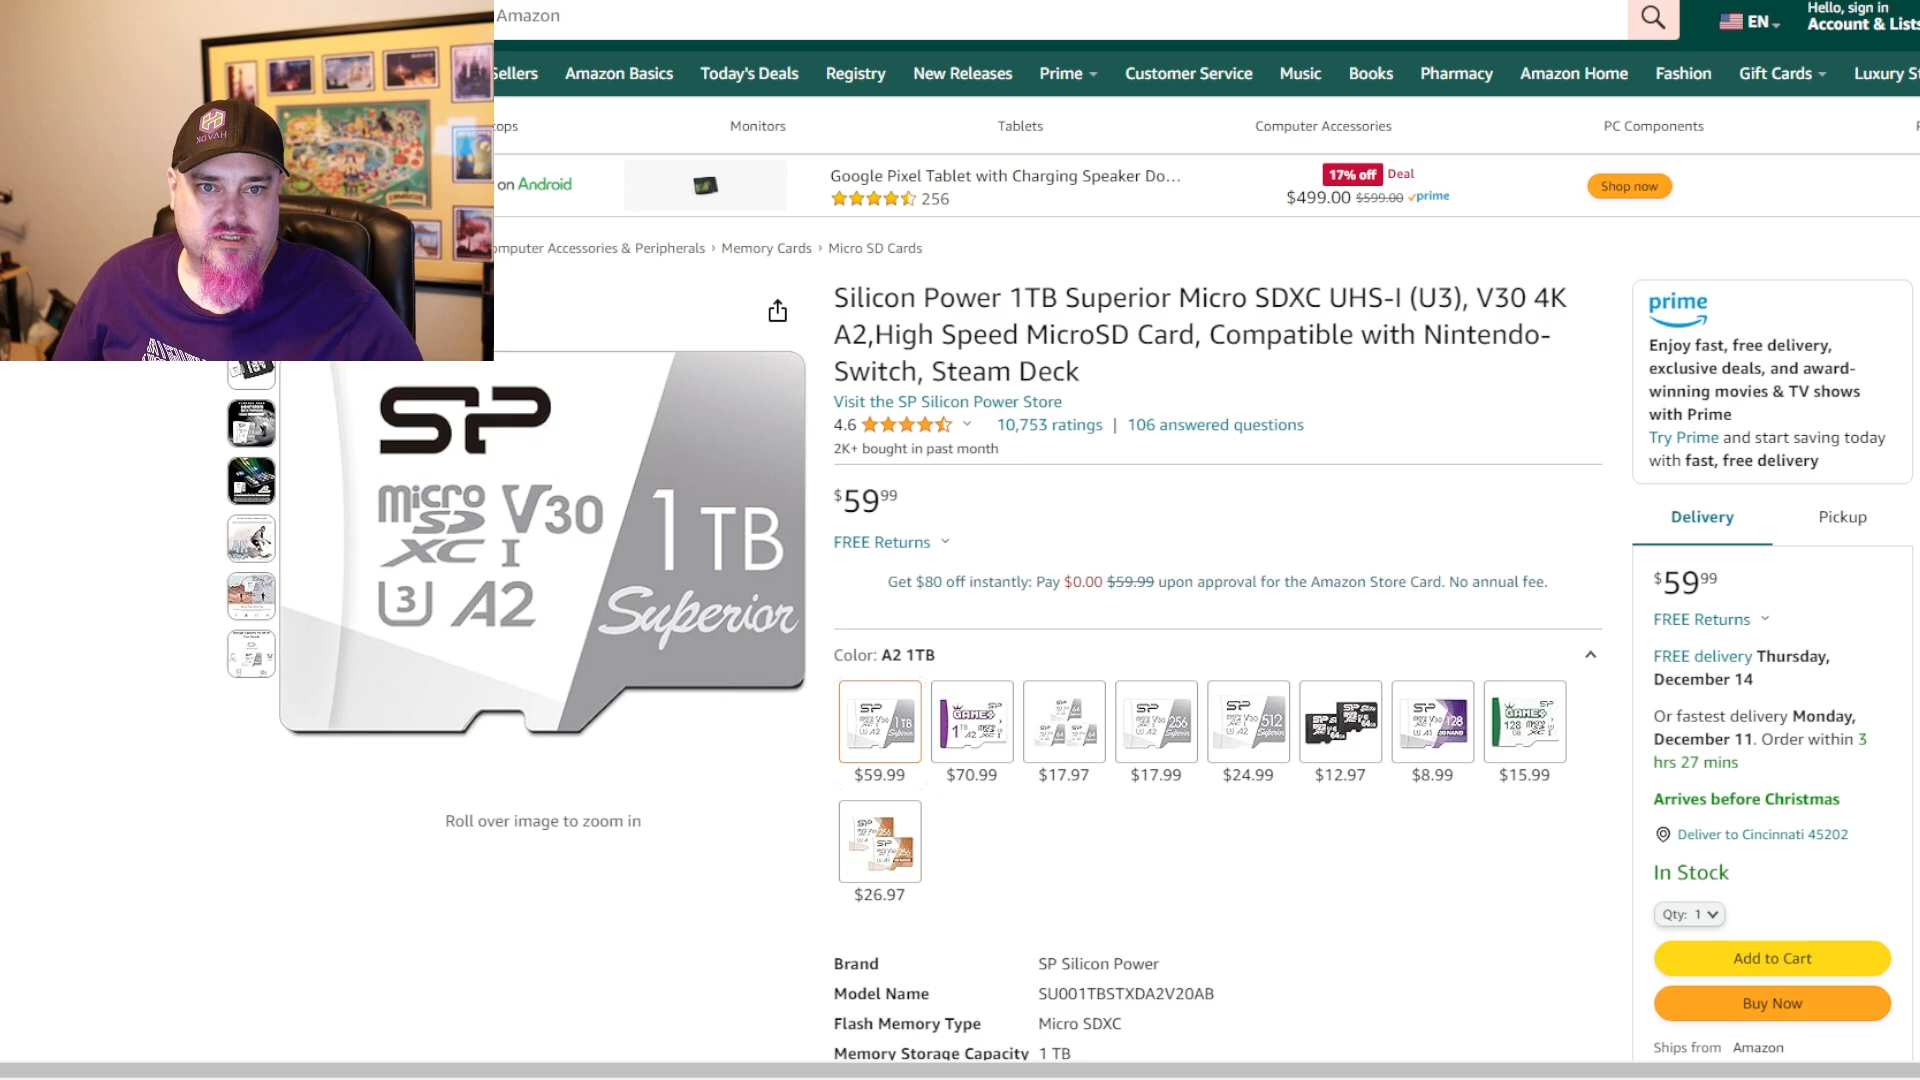 Amazon
EN
Hello, sign in
Account & Lists
Sellers
Amazon Basics
Today's Deals
Registry
New Releases
Prime
Customer Service
Music
Books
Pharmacy
Amazon Home
Fashion
Gift Cards
Luxury S
ops
Monitors
Tablets
Computer Accessories
PC Components
on Android
Google Pixel Tablet with Charging Speaker Do...
256
17% off Deal
$499.00 $599.00 prime
Shop now
omputer Accessories & Peripherals › Memory Cards › Micro SD Cards
SP
micro SD XC I
V30
U3 A2
1TB
Superior
Roll over image to zoom in
Silicon Power 1TB Superior Micro SDXC UHS-I (U3), V30 4K
A2,High Speed MicroSD Card, Compatible with Nintendo-
Switch, Steam Deck
Visit the SP Silicon Power Store
4.6
10,753 ratings | 106 answered questions
2K+ bought in past month
$59 99
FREE Returns
Get $80 off instantly: Pay $0.00 $59.99 upon approval for the Amazon Store Card. No annual fee.
Color: A2 1TB
$59.99
$70.99
$17.97
$17.99
$24.99
$12.97
$8.99
$15.99
$26.97
Brand SP Silicon Power
Model Name SU001TBSTXDA2V20AB
Flash Memory Type Micro SDXC
Memory Storage Capacity 1 TB
prime
Enjoy fast, free delivery,
exclusive deals, and award-
winning movies & TV shows
with Prime
Try Prime and start saving today
with fast, free delivery
Delivery
Pickup
$59 99
FREE Returns
FREE delivery Thursday,
December 14
Or fastest delivery Monday,
December 11. Order within 3
hrs 27 mins
Arrives before Christmas
Deliver to Cincinnati 45202
In Stock
Qty: 1
Add to Cart
Buy Now
Ships from Amazon